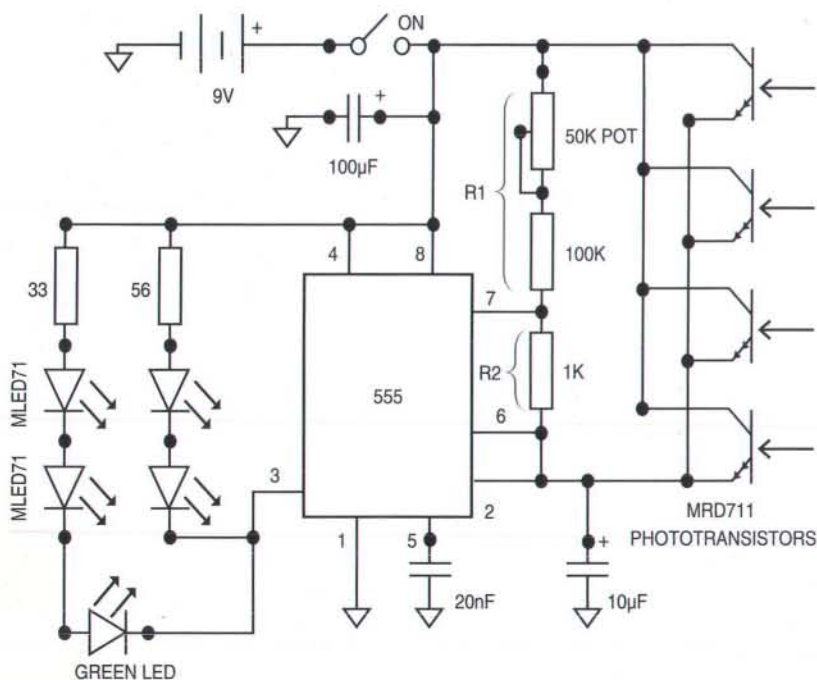 ON
+
9V
+
100µF
50K POT
R1
100K
4
8
33
56
7
R2
1K
555
MLED71
6
MLED71
3
2
1
5
MRD711
PHOTOTRANSISTORS
+
20nF
10µF
GREEN LED